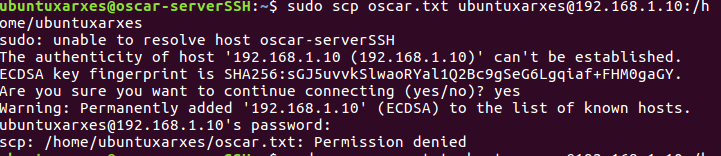 ubuntuxarxes@oscar-serverSSH:~$ sudo scp oscar.txt ubuntuxarxes@192.168.1.10:/h
ome/ubuntuxarxes
sudo: unable to resolve host oscar-serverSSH
The authenticity of host '192.168.1.10 (192.168.1.10)' can't be established.
ECDSA key fingerprint is SHA256:sGJ5uvvkSlwaoRYal1Q2Bc9gSeG6Lgqiaf+FHM0gaGY.
Are you sure you want to continue connecting (yes/no)? yes
Warning: Permanently added '192.168.1.10' (ECDSA) to the list of known hosts.
ubuntuxarxes@192.168.1.10's password:
scp: /home/ubuntuxarxes/oscar.txt: Permission denied